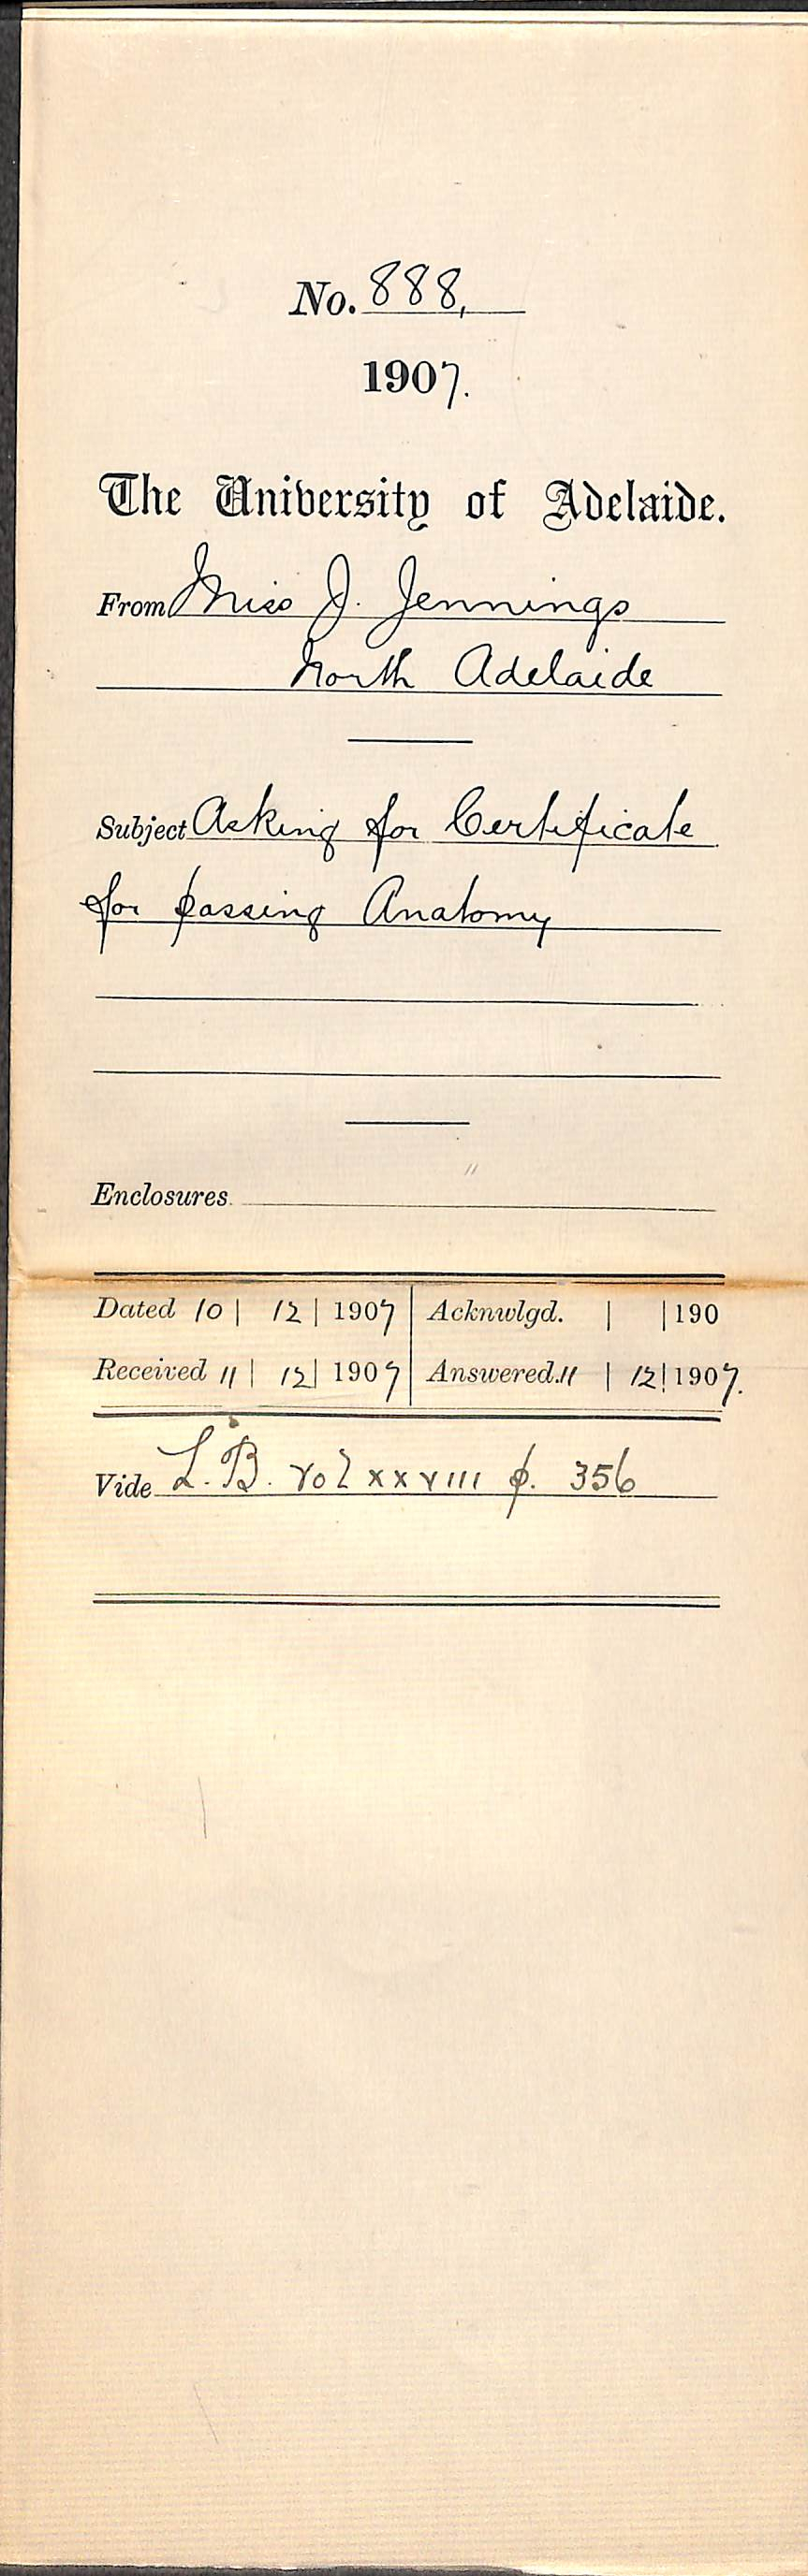 No. 888,
1907.
The University of Adelaide.
From Miss J. Jennings
North Adelaide
Subject Asking for Certificate
for passing Anatomy
"
Enclosures
Dated 10 | 12 | 1907 | Acknwlgd. | | 190
Received 11 | 12 | 1907 | Answered. 11 | 12 | 1907.
Vide L.B. Vol xxviii p. 356